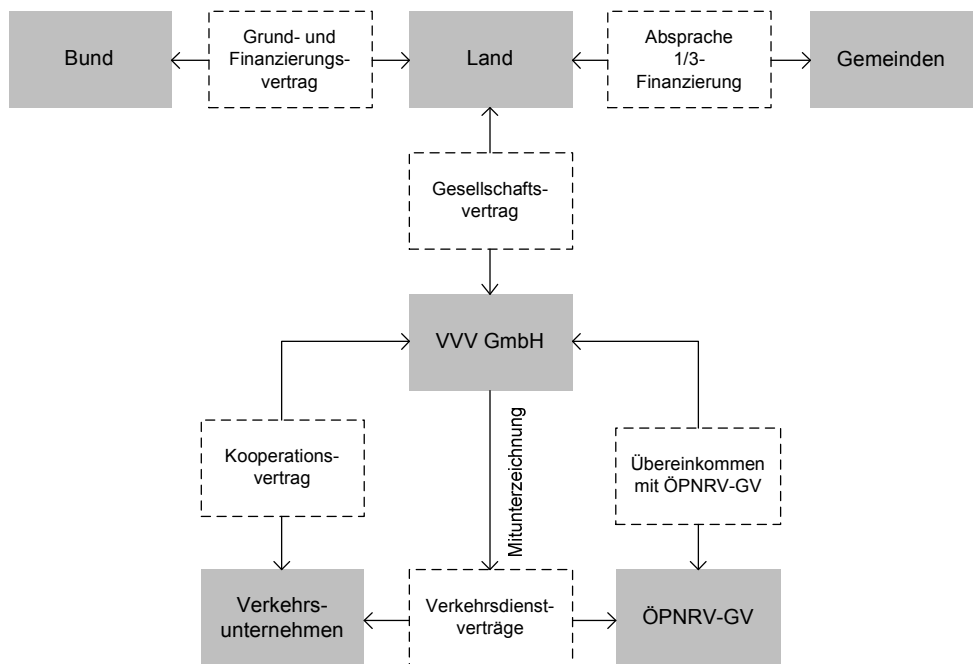 Bund
Grund- und
Finanzierungs-
vertrag
Land
Absprache
1/3-
Finanzierung
Gemeinden
Gesellschafts-
vertrag
VVV GmbH
Kooperations-
vertrag
Mitunterzeichnung
Übereinkommen
mit ÖPNRV-GV
Verkehrs-
unternehmen
Verkehrsdienst-
verträge
ÖPNRV-GV